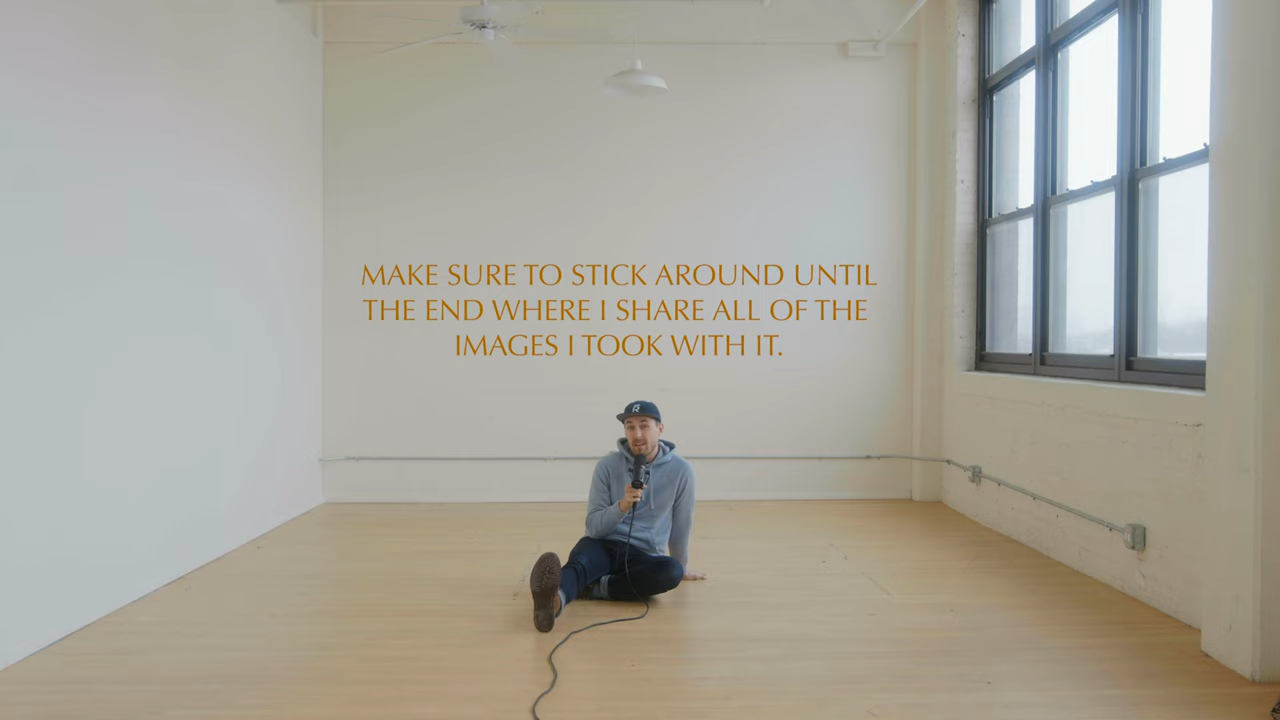 MAKE SURE TO STICK AROUND UNTIL
THE END WHERE I SHARE ALL OF THE
IMAGES I TOOK WITH IT.